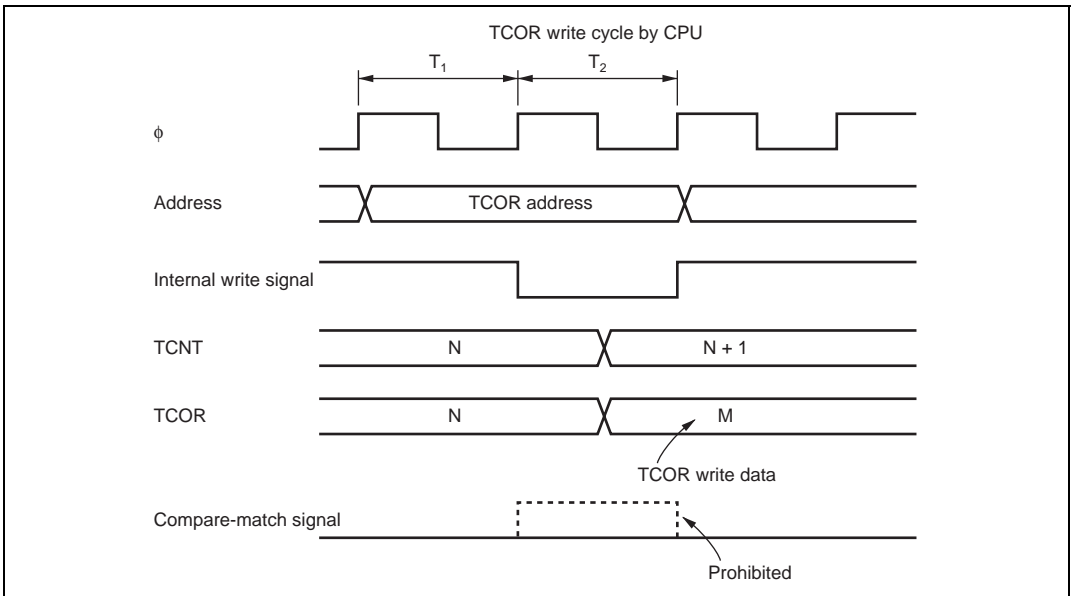 TCOR write cycle by CPU
T1 T2
φ
Address TCOR address
Internal write signal
TCNT N N + 1
TCOR N M
TCOR write data
Compare-match signal
Prohibited